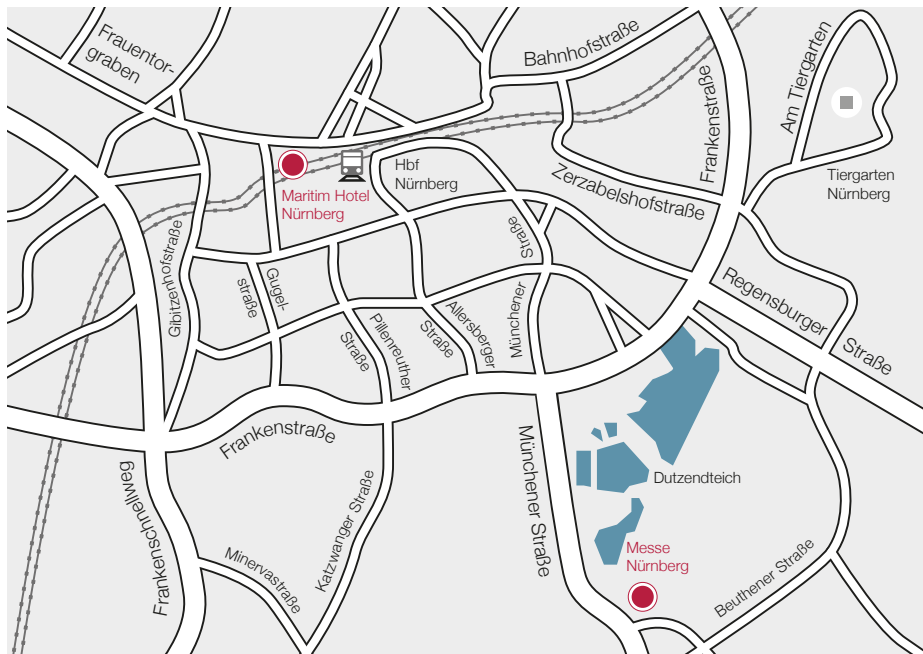 Frauentor-
graben
Bahnhofstraße
Frankenstraße
Am Tiergarten
Tiergarten
Nürnberg
Hbf
Nürnberg
Maritim Hotel
Nürnberg
Zerzabelshofstraße
Gibitzenhofstraße
Gugel-
straße
Münchener
Straße
Regensburger
Straße
Pillenreuther
Straße
Allersberger
Straße
Frankenstraße
Münchener Straße
Dutzendteich
Frankenschnellweg
Minervastraße
Katzwanger Straße
Messe
Nürnberg
Beuthener Straße